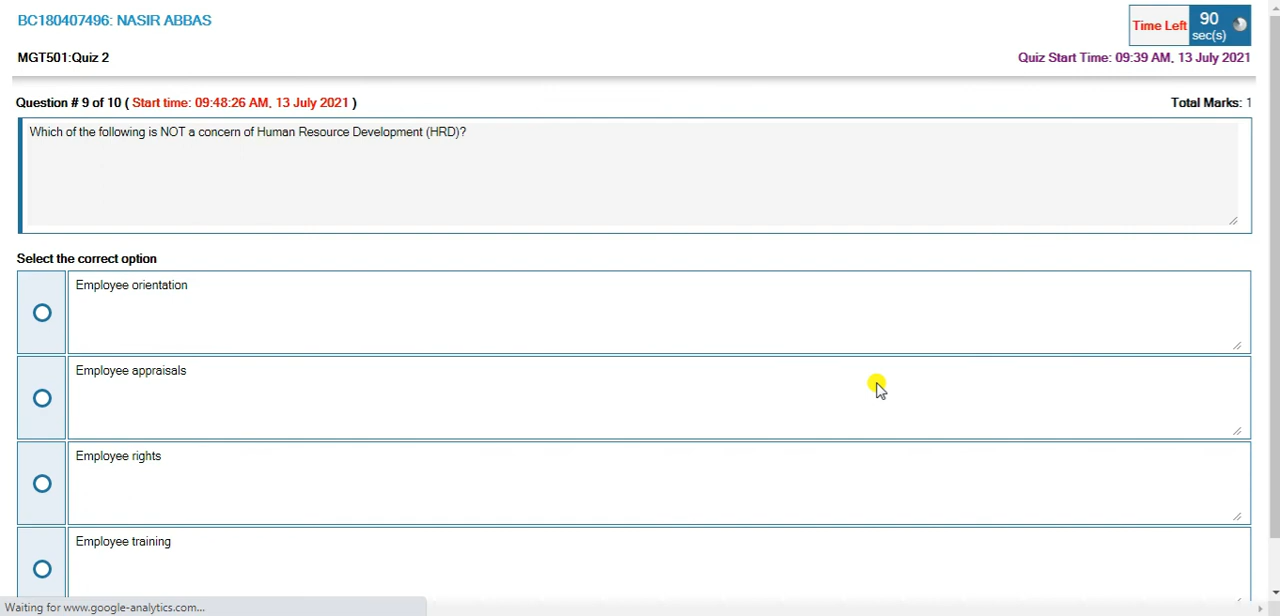 BC180407496: NASIR ABBAS
Time Left 90 sec(s)
MGT501:Quiz 2
Quiz Start Time: 09:39 AM, 13 July 2021
Question # 9 of 10 ( Start time: 09:48:26 AM, 13 July 2021 )
Total Marks: 1
Which of the following is NOT a concern of Human Resource Development (HRD)?
Select the correct option
Employee orientation
Employee appraisals
Employee rights
Employee training
Waiting for www.google-analytics.com...